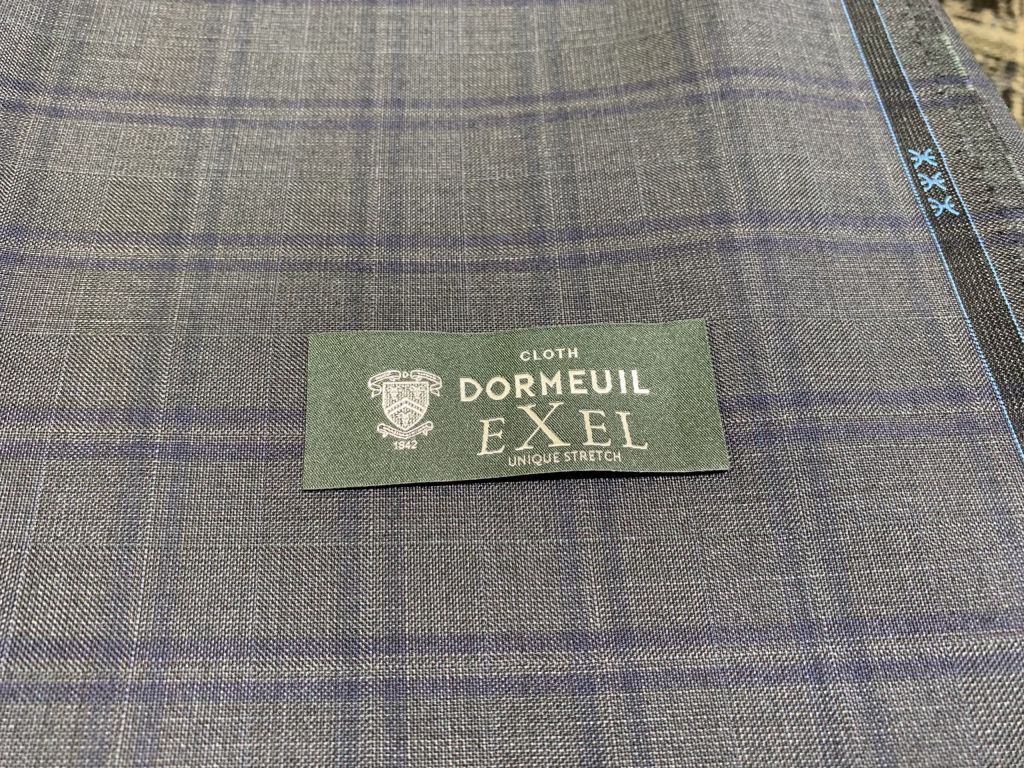 CLOTH
DORMEUIL
EXEL
UNIQUE STRETCH
1842